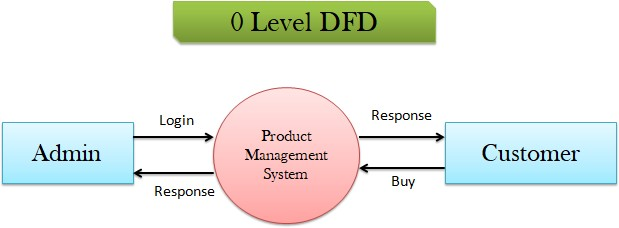 0 Level DFD
Login
Response
Admin
Product
Management
System
Customer
Response
Buy